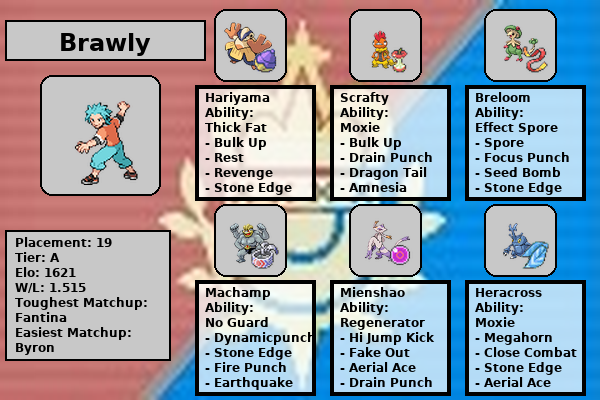 Brawly
Placement: 19
Tier: A
Elo: 1621
W/L: 1.515
Toughest Matchup:
Fantina
Easiest Matchup:
Byron
Hariyama
Ability:
Thick Fat
- Bulk Up
- Rest
- Revenge
- Stone Edge
Scrafty
Ability:
Moxie
- Bulk Up
- Drain Punch
- Dragon Tail
- Amnesia
Breloom
Ability:
Effect Spore
- Spore
- Focus Punch
- Seed Bomb
- Stone Edge
Machamp
Ability:
No Guard
- Dynamicpunch
- Stone Edge
- Fire Punch
- Earthquake
Mienshao
Ability:
Regenerator
- Hi Jump Kick
- Fake Out
- Aerial Ace
- Drain Punch
Heracross
Ability:
Moxie
- Megahorn
- Close Combat
- Stone Edge
- Aerial Ace